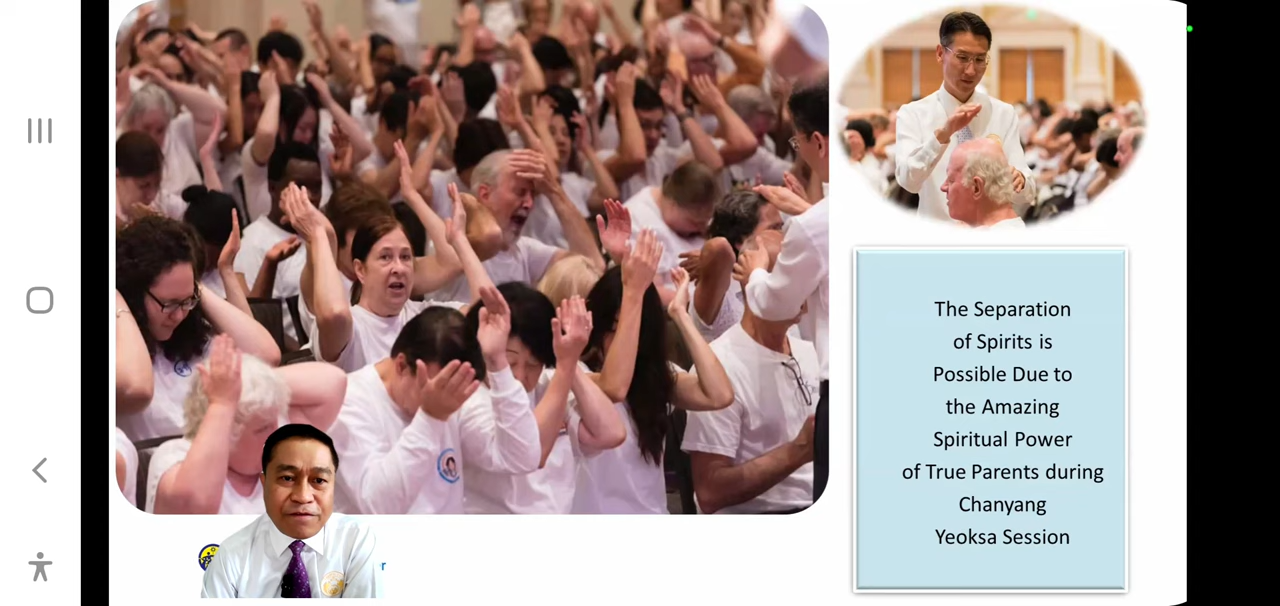 The Separation
of Spirits is
Possible Due to
the Amazing
Spiritual Power
of True Parents during
Chanyang
Yeoksa Session